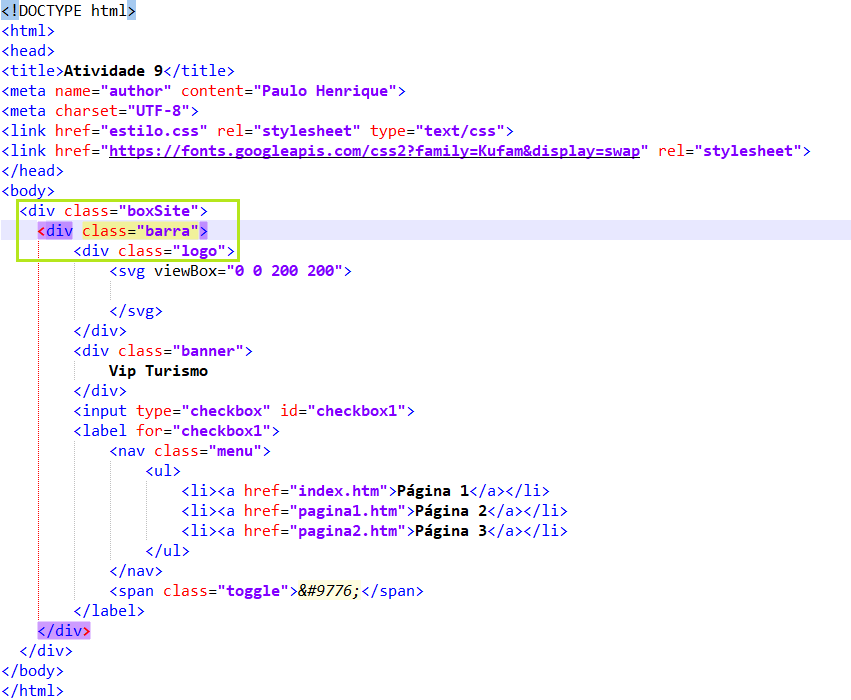 <!DOCTYPE html>
<html>
<head>
<title>Atividade 9</title>
<meta name="author" content="Paulo Henrique">
<meta charset="UTF-8">
<link href="estilo.css" rel="stylesheet" type="text/css">
<link href="https://fonts.googleapis.com/css2?family=Kufam&display=swap" rel="stylesheet">
</head>
<body>
  <div class="boxSite">
    <div class="barra">
        <div class="logo">
            <svg viewBox="0 0 200 200">

            </svg>
        </div>
        <div class="banner">
            Vip Turismo
        </div>
        <input type="checkbox" id="checkbox1">
        <label for="checkbox1">
            <nav class="menu">
                <ul>
                    <li><a href="index.htm">Página 1</a></li>
                    <li><a href="pagina1.htm">Página 2</a></li>
                    <li><a href="pagina2.htm">Página 3</a></li>
                </ul>
            </nav>
            <span class="toggle">&#9776;</span>
        </label>
    </div>
  </div>
</body>
</html>